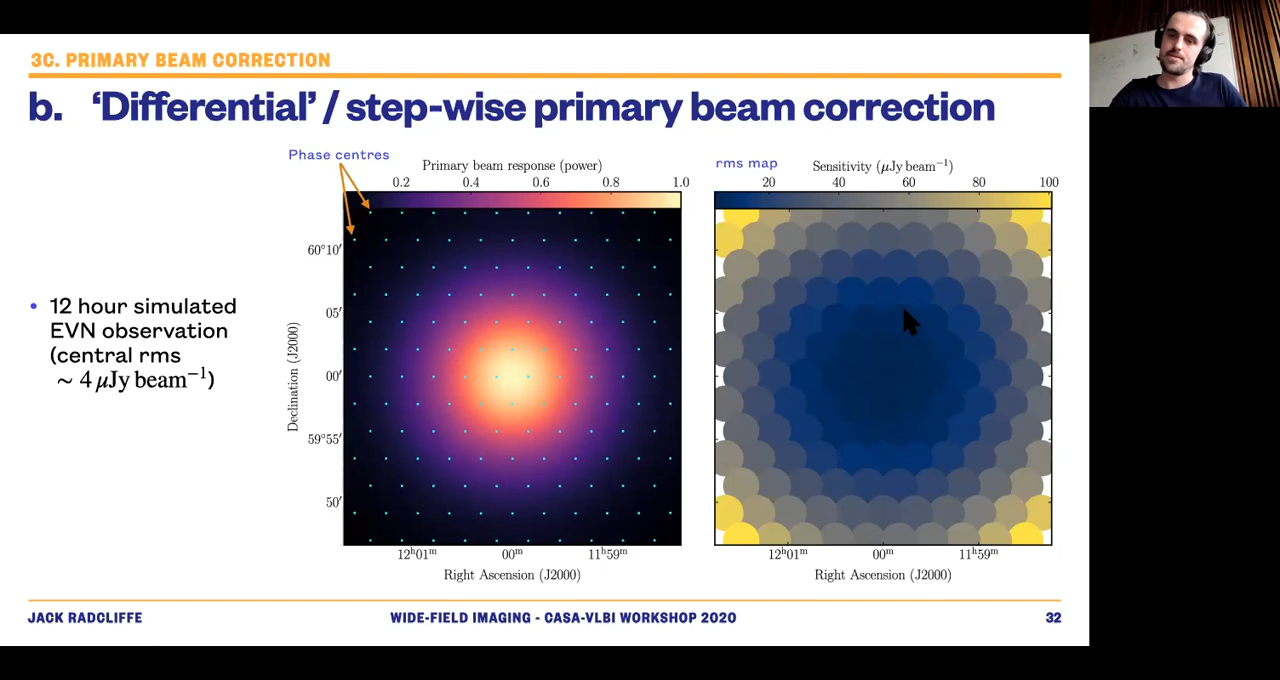 3C. PRIMARY BEAM CORRECTION
b. ‘Differential’ / step-wise primary beam correction
Phase centres
Primary beam response (power)
0.2 0.4 0.6 0.8 1.0
rms map
Sensitivity (μJy beam⁻¹)
20 40 60 80 100
• 12 hour simulated
EVN observation
(central rms
∼ 4 μJy beam⁻¹)
Declination (J2000)
60°10′
05′
00′
59°55′
50′
12ʰ01ᵐ 00ᵐ 11ʰ59ᵐ
Right Ascension (J2000)
12ʰ01ᵐ 00ᵐ 11ʰ59ᵐ
Right Ascension (J2000)
JACK RADCLIFFE
WIDE-FIELD IMAGING - CASA-VLBI WORKSHOP 2020
32